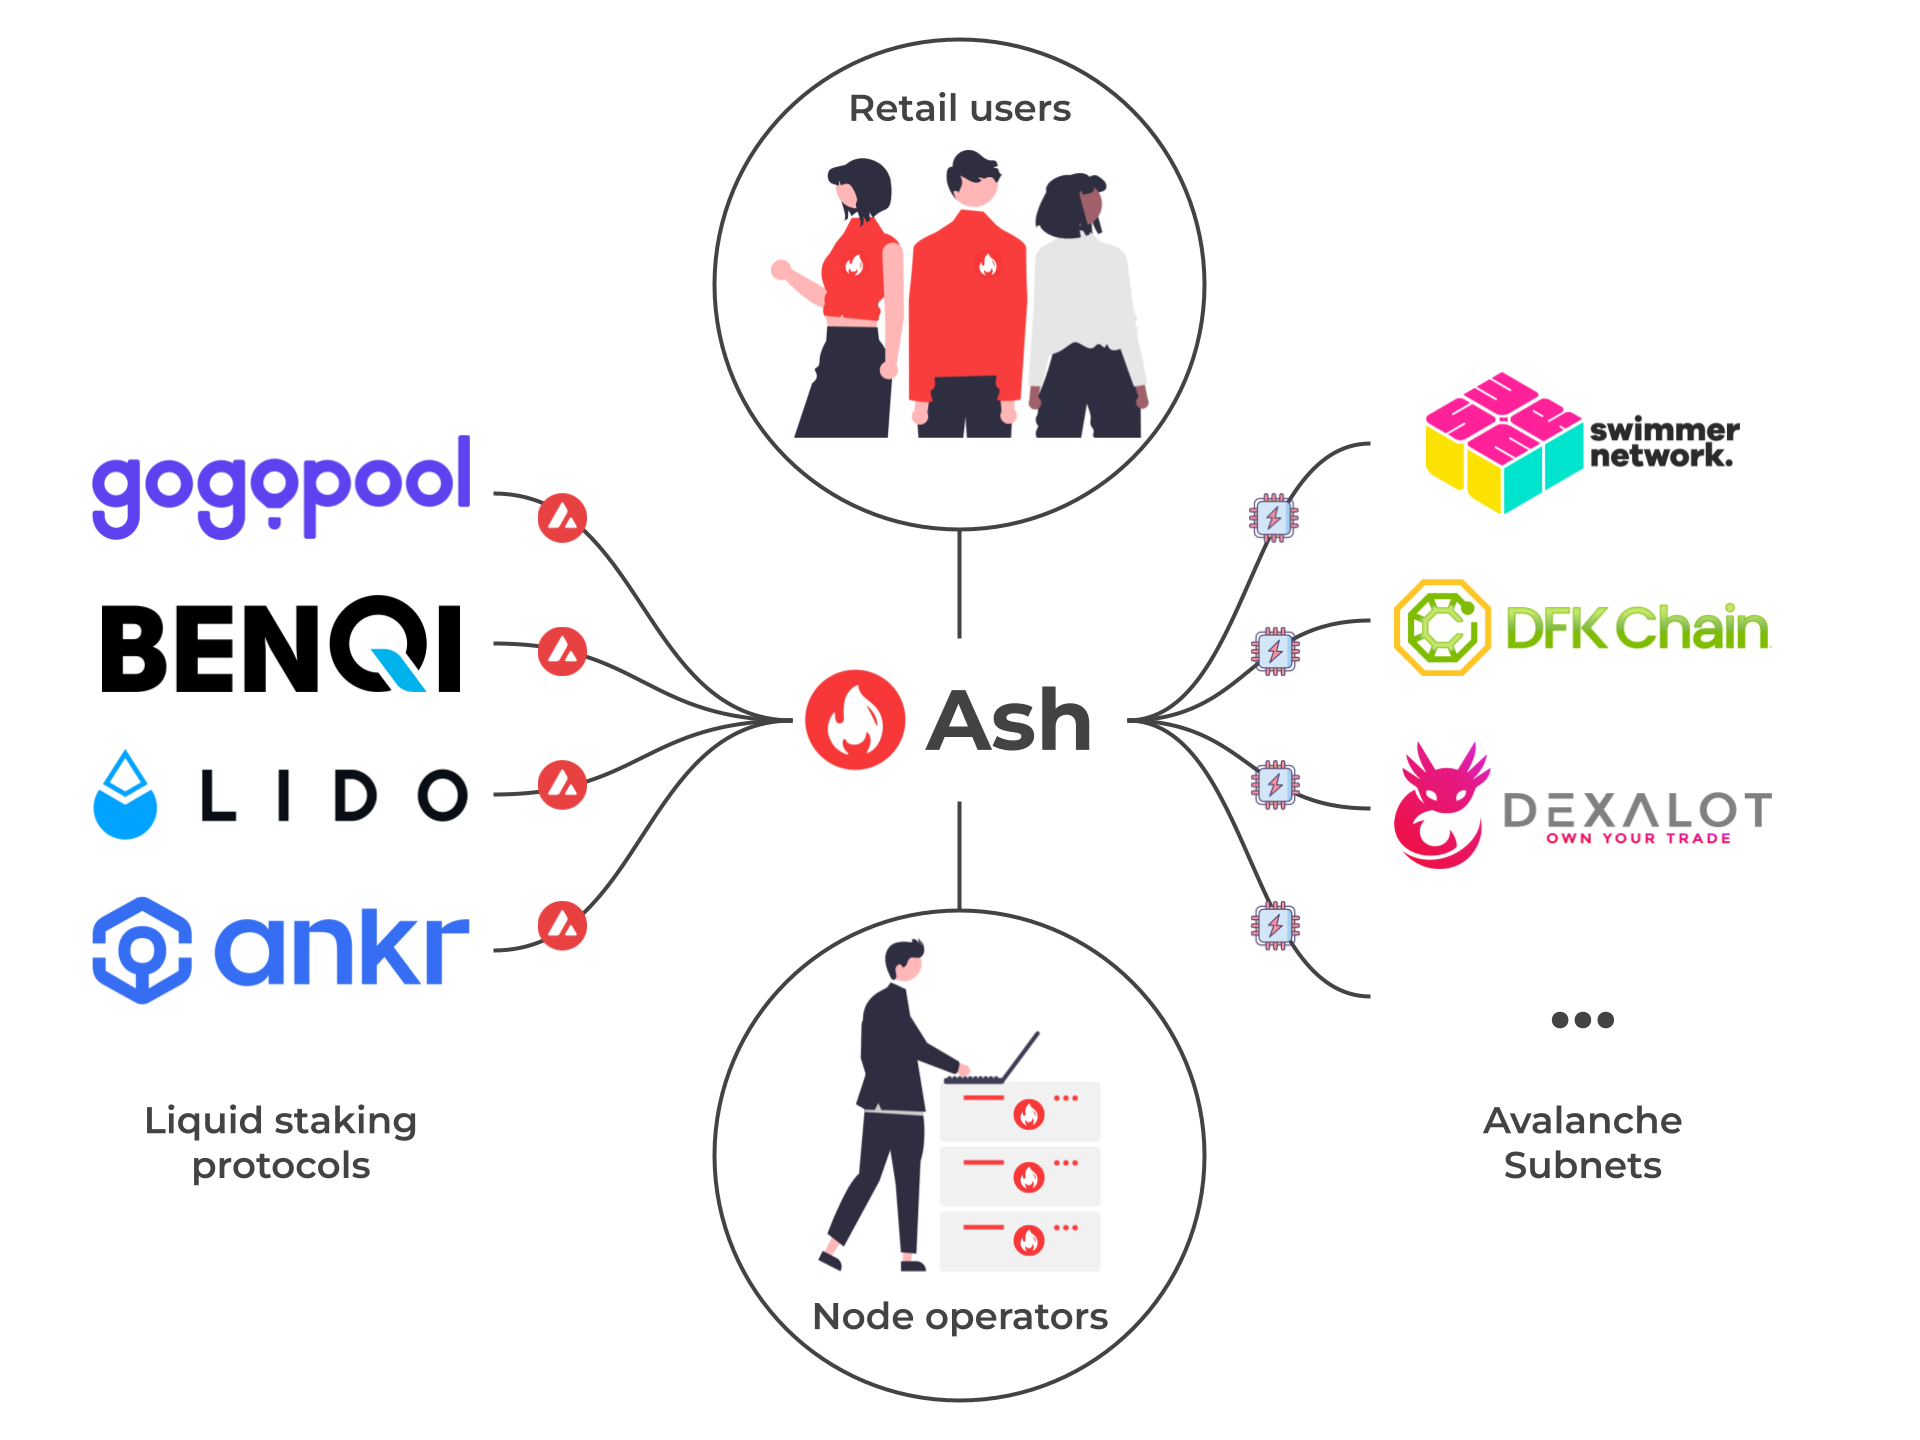 Retail users
gogopool
BENQI
LIDO
ankr
Liquid staking
protocols
Ash
Node operators
swimmer
network.
DFK Chain
DEXALOT
OWN YOUR TRADE
•••
Avalanche
Subnets